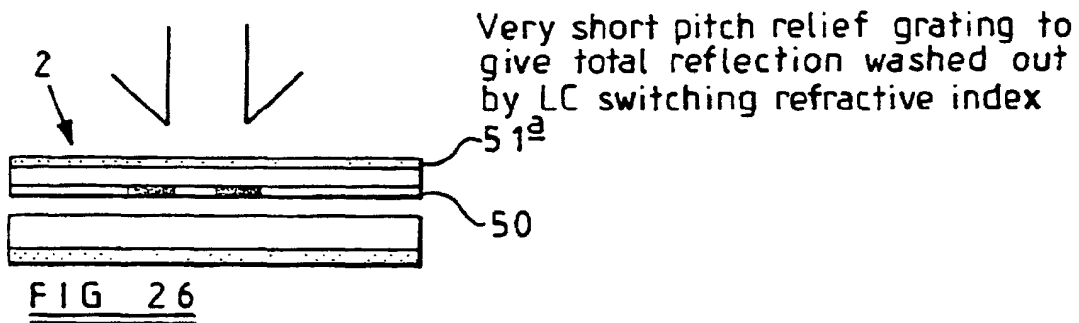 Very short pitch relief grating to
give total reflection washed out
by LC switching refractive index
2
51a
50
FIG 26